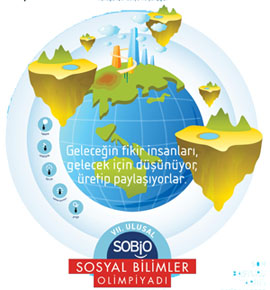 Geleceğin fikir insanları,
gelecek için düşünüyor,
üretip paylaşıyorlar.
VII. ULUSAL
SOBİO
SOSYAL BİLİMLER
OLİMPİYADI